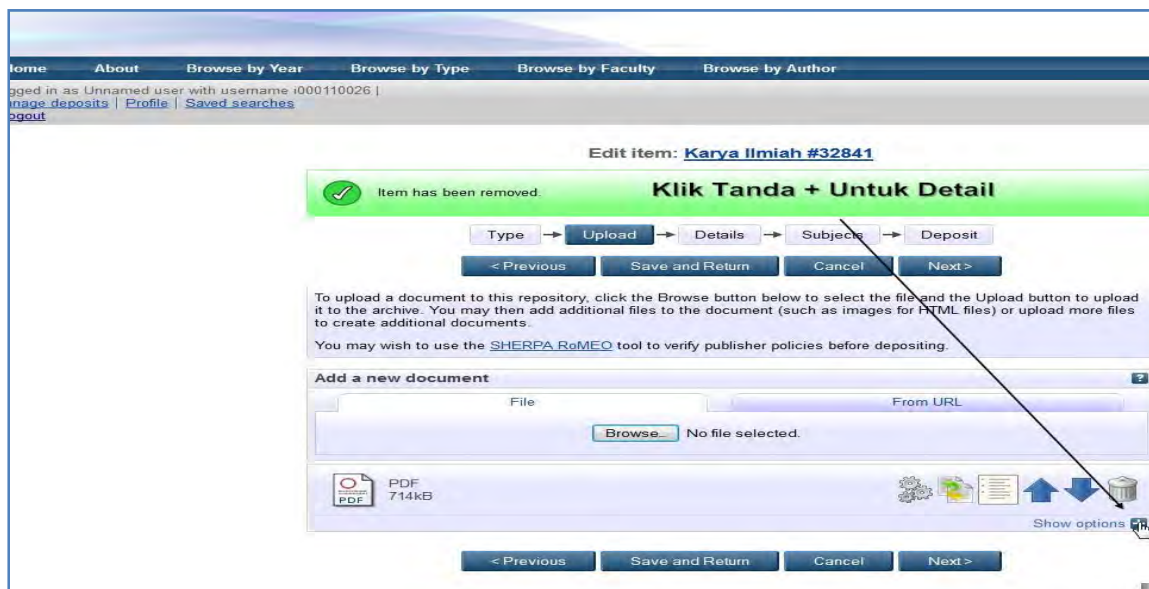 Home About Browse by Year Browse by Type Browse by Faculty Browse by Author
gged in as Unnamed user with username i000110026 |
nage deposits | Profile | Saved searches
ogout
Edit item: Karya Ilmiah #32841
Item has been removed. Klik Tanda + Untuk Detail
Type Upload Details Subjects Deposit
< Previous Save and Return Cancel Next >
To upload a document to this repository, click the Browse button below to select the file and the Upload button to upload
it to the archive. You may then add additional files to the document (such as images for HTML files) or upload more files
to create additional documents.
You may wish to use the SHERPA RoMEO tool to verify publisher policies before depositing.
Add a new document ?
File From URL
Browse... No file selected.
PDF
PDF
714kB
Show options
< Previous Save and Return Cancel Next >